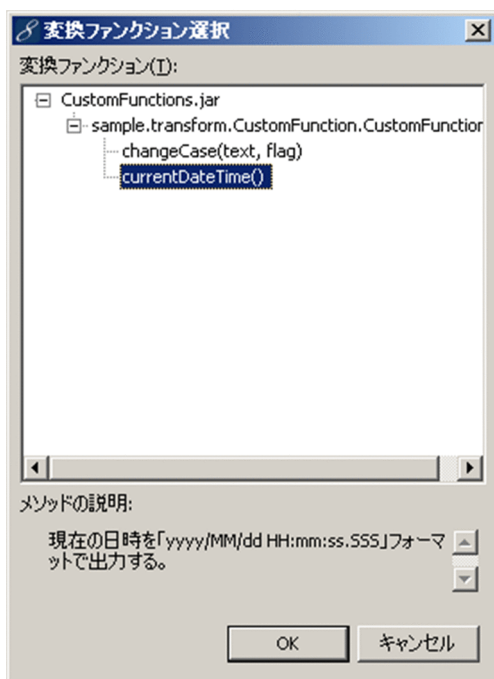 変換ファンクション選択
変換ファンクション(T):
CustomFunctions.jar
sample.transform.CustomFunction.CustomFunction
changeCase(text, flag)
currentDateTime()
メソッドの説明:
現在の日時を「yyyy/MM/dd HH:mm:ss.SSS」フォーマ
ットで出力する。
OK
キャンセル